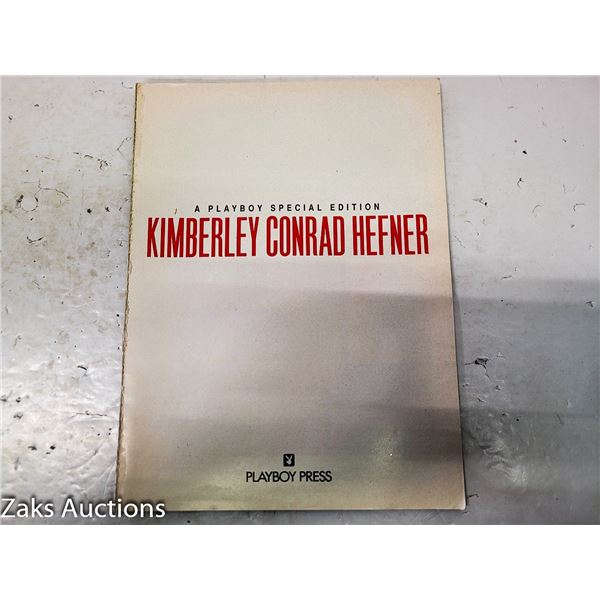 A PLAYBOY SPECIAL EDITION
KIMBERLEY CONRAD HEFNER
PLAYBOY PRESS
Zaks Auctions